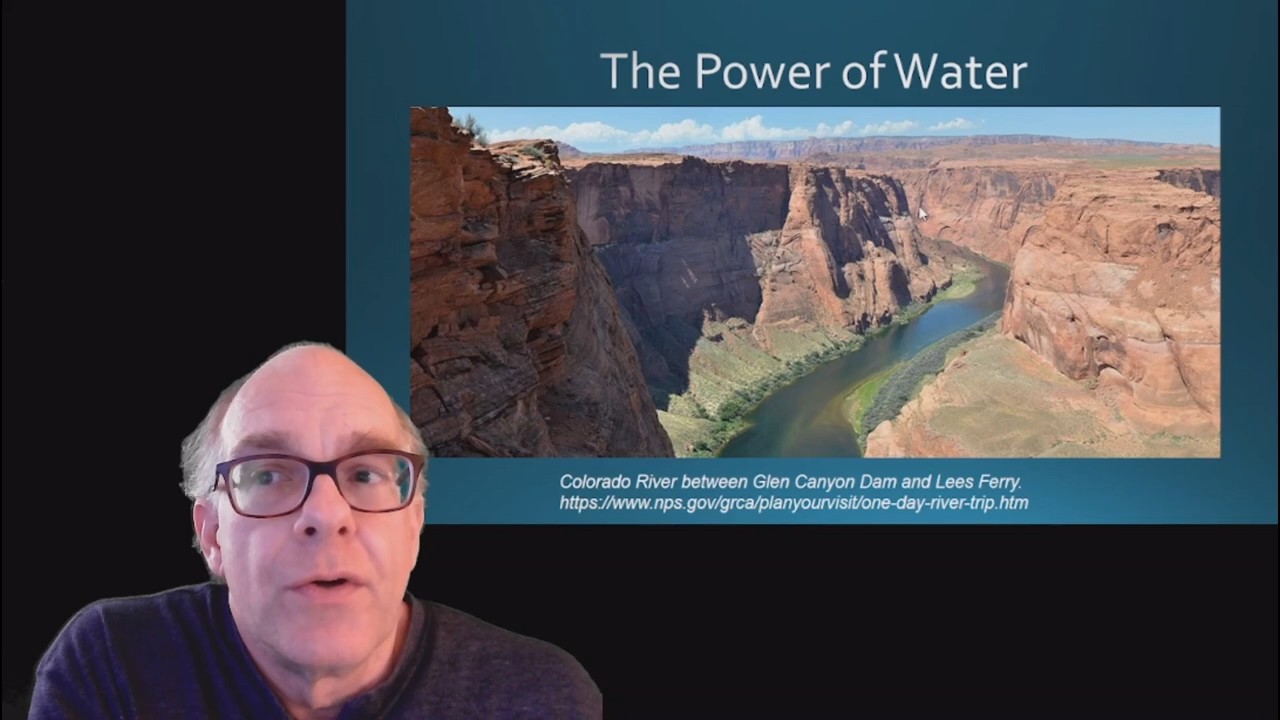 The Power of Water
Colorado River between Glen Canyon Dam and Lees Ferry.
https://www.nps.gov/grca/planyourvisit/one-day-river-trip.htm